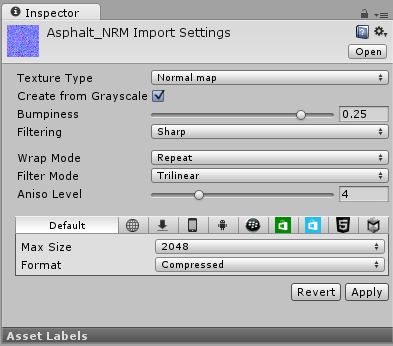 Inspector
Asphalt_NRM Import Settings
Open
Texture Type Normal map
Create from Grayscale
Bumpiness 0.25
Filtering Sharp
Wrap Mode Repeat
Filter Mode Trilinear
Aniso Level 4
Default
Max Size 2048
Format Compressed
Revert Apply
Asset Labels